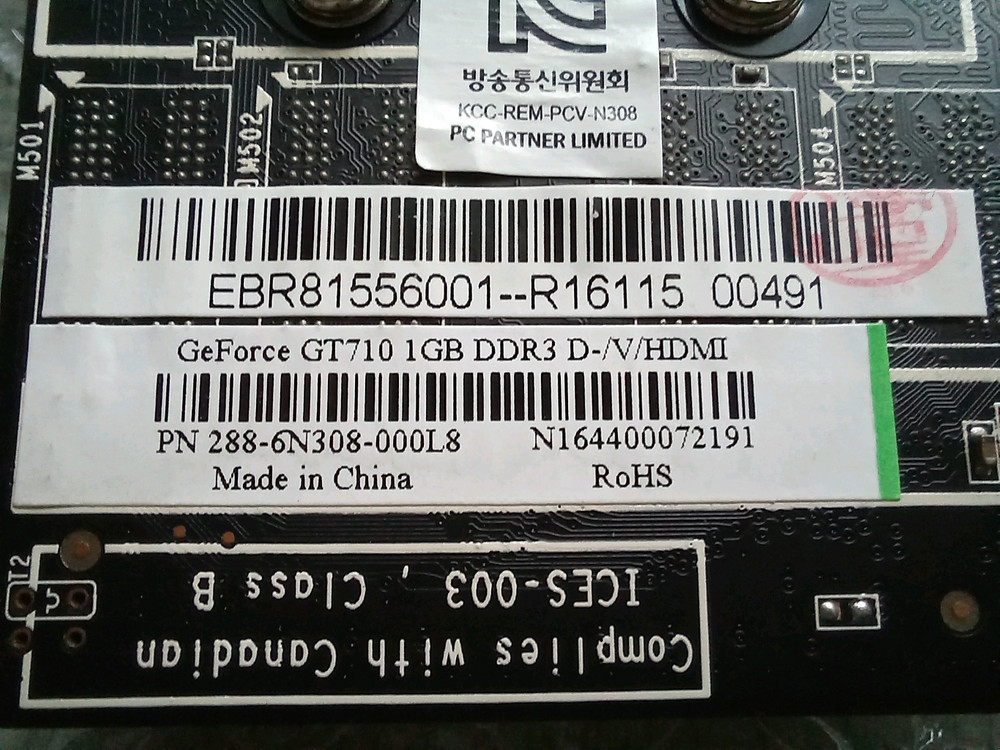 방송통신위원회
KCC-REM-PCV-N308
PC PARTNER LIMITED
M501
M502
M504
EBR81556001--R16115 00491
GeForce GT710 1GB DDR3 D-/V/HDMI
PN 288-6N308-000L8 N164400072191
Made in China RoHS
Complies with Canadian
ICES-003 , Class B